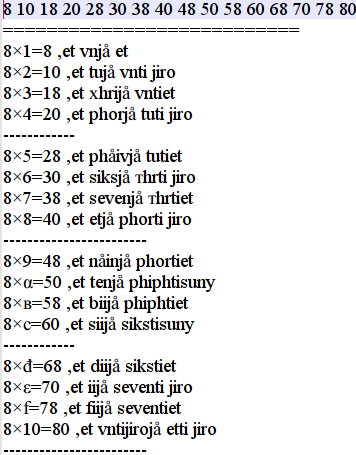 8 10 18 20 28 30 38 40 48 50 58 60 68 70 78 80
===========================
8×1=8 ,et vnjå et
8×2=10 ,et tujå vnti jiro
8×3=18 ,et xhrijå vntiet
8×4=20 ,et phorjå tuti jiro
------------
8×5=28 ,et phåivjå tutiet
8×6=30 ,et siksjå тhrti jiro
8×7=38 ,et sevenjå тhrtiet
8×8=40 ,et etjå phorti jiro
------------------------
8×9=48 ,et nåinjå phortiet
8×α=50 ,et tenjå phiphtisuny
8×в=58 ,et biijå phiphtiet
8×c=60 ,et siijå sikstisuny
------------
8×đ=68 ,et diijå sikstiet
8×ε=70 ,et iijå seventi jiro
8×f=78 ,et fiijå seventiet
8×10=80 ,et vntijirojå etti jiro
------------------------